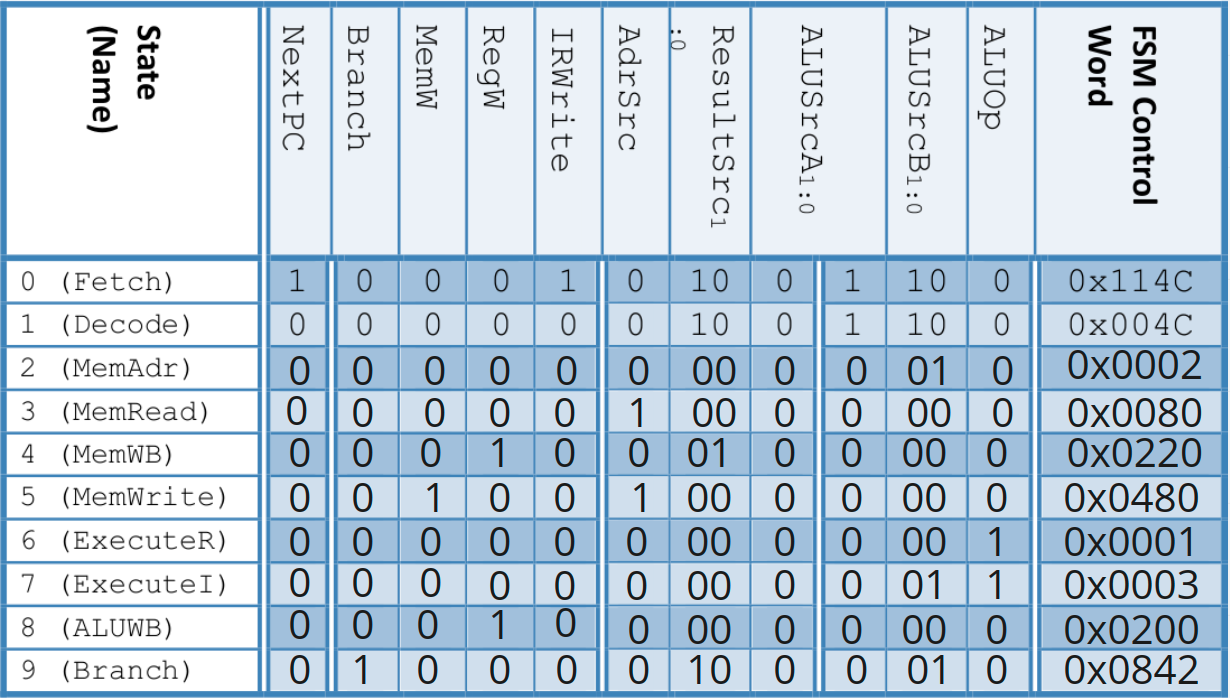 State (Name) NextPC Branch MemW RegW IRWrite AdrSrc ResultSrc1:0 ALUSrcA1:0 ALUSrcB1:0 ALUOp FSM Control Word
0 (Fetch) 1 0 0 0 1 0 10 0 1 10 0 0x114C
1 (Decode) 0 0 0 0 0 0 10 0 1 10 0 0x004C
2 (MemAdr) 0 0 0 0 0 0 00 0 0 01 0 0x0002
3 (MemRead) 0 0 0 0 0 1 00 0 0 00 0 0x0080
4 (MemWB) 0 0 0 1 0 0 01 0 0 00 0 0x0220
5 (MemWrite) 0 0 1 0 0 1 00 0 0 00 0 0x0480
6 (ExecuteR) 0 0 0 0 0 0 00 0 0 00 1 0x0001
7 (ExecuteI) 0 0 0 0 0 0 00 0 0 01 1 0x0003
8 (ALUWB) 0 0 0 1 0 0 00 0 0 00 0 0x0200
9 (Branch) 0 1 0 0 0 0 10 0 0 01 0 0x0842